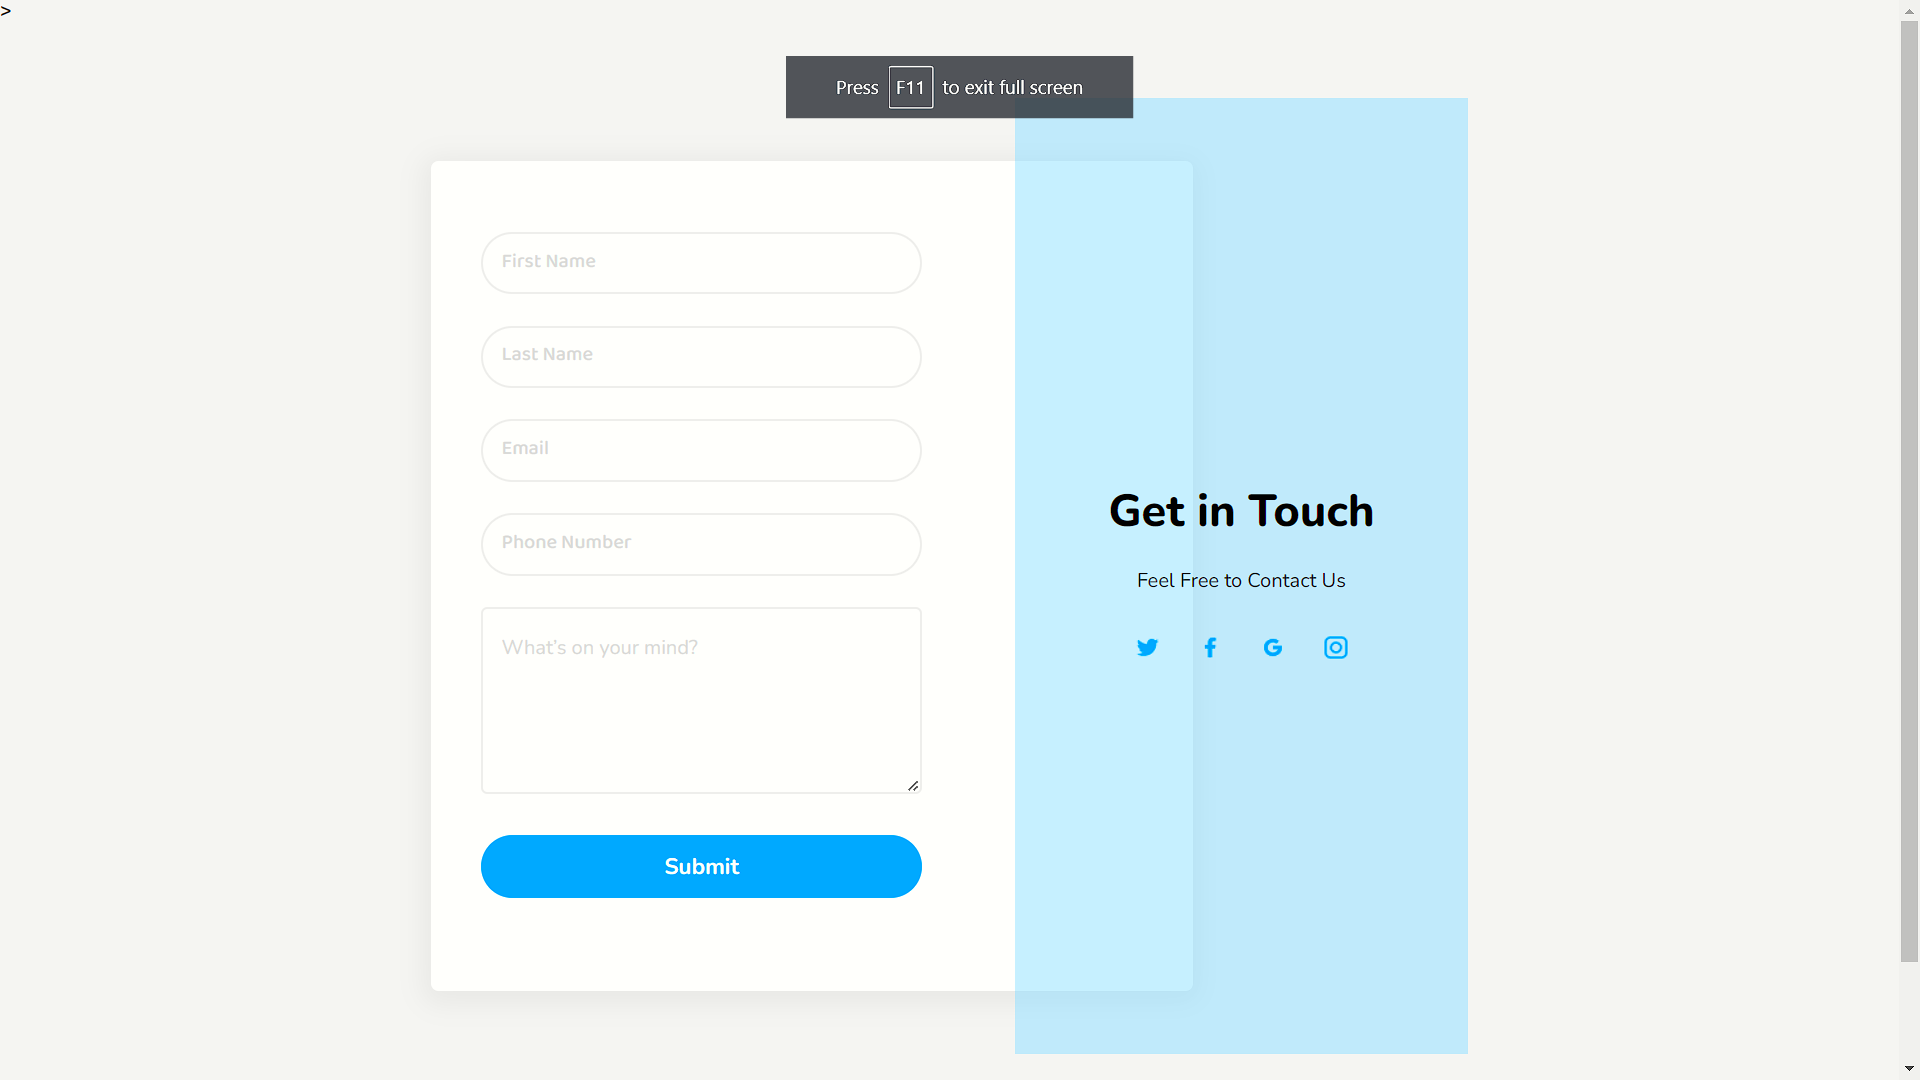 >
Press F11 to exit full screen
First Name
Last Name
Email
Phone Number
What's on your mind?
Submit
Get in Touch
Feel Free to Contact Us